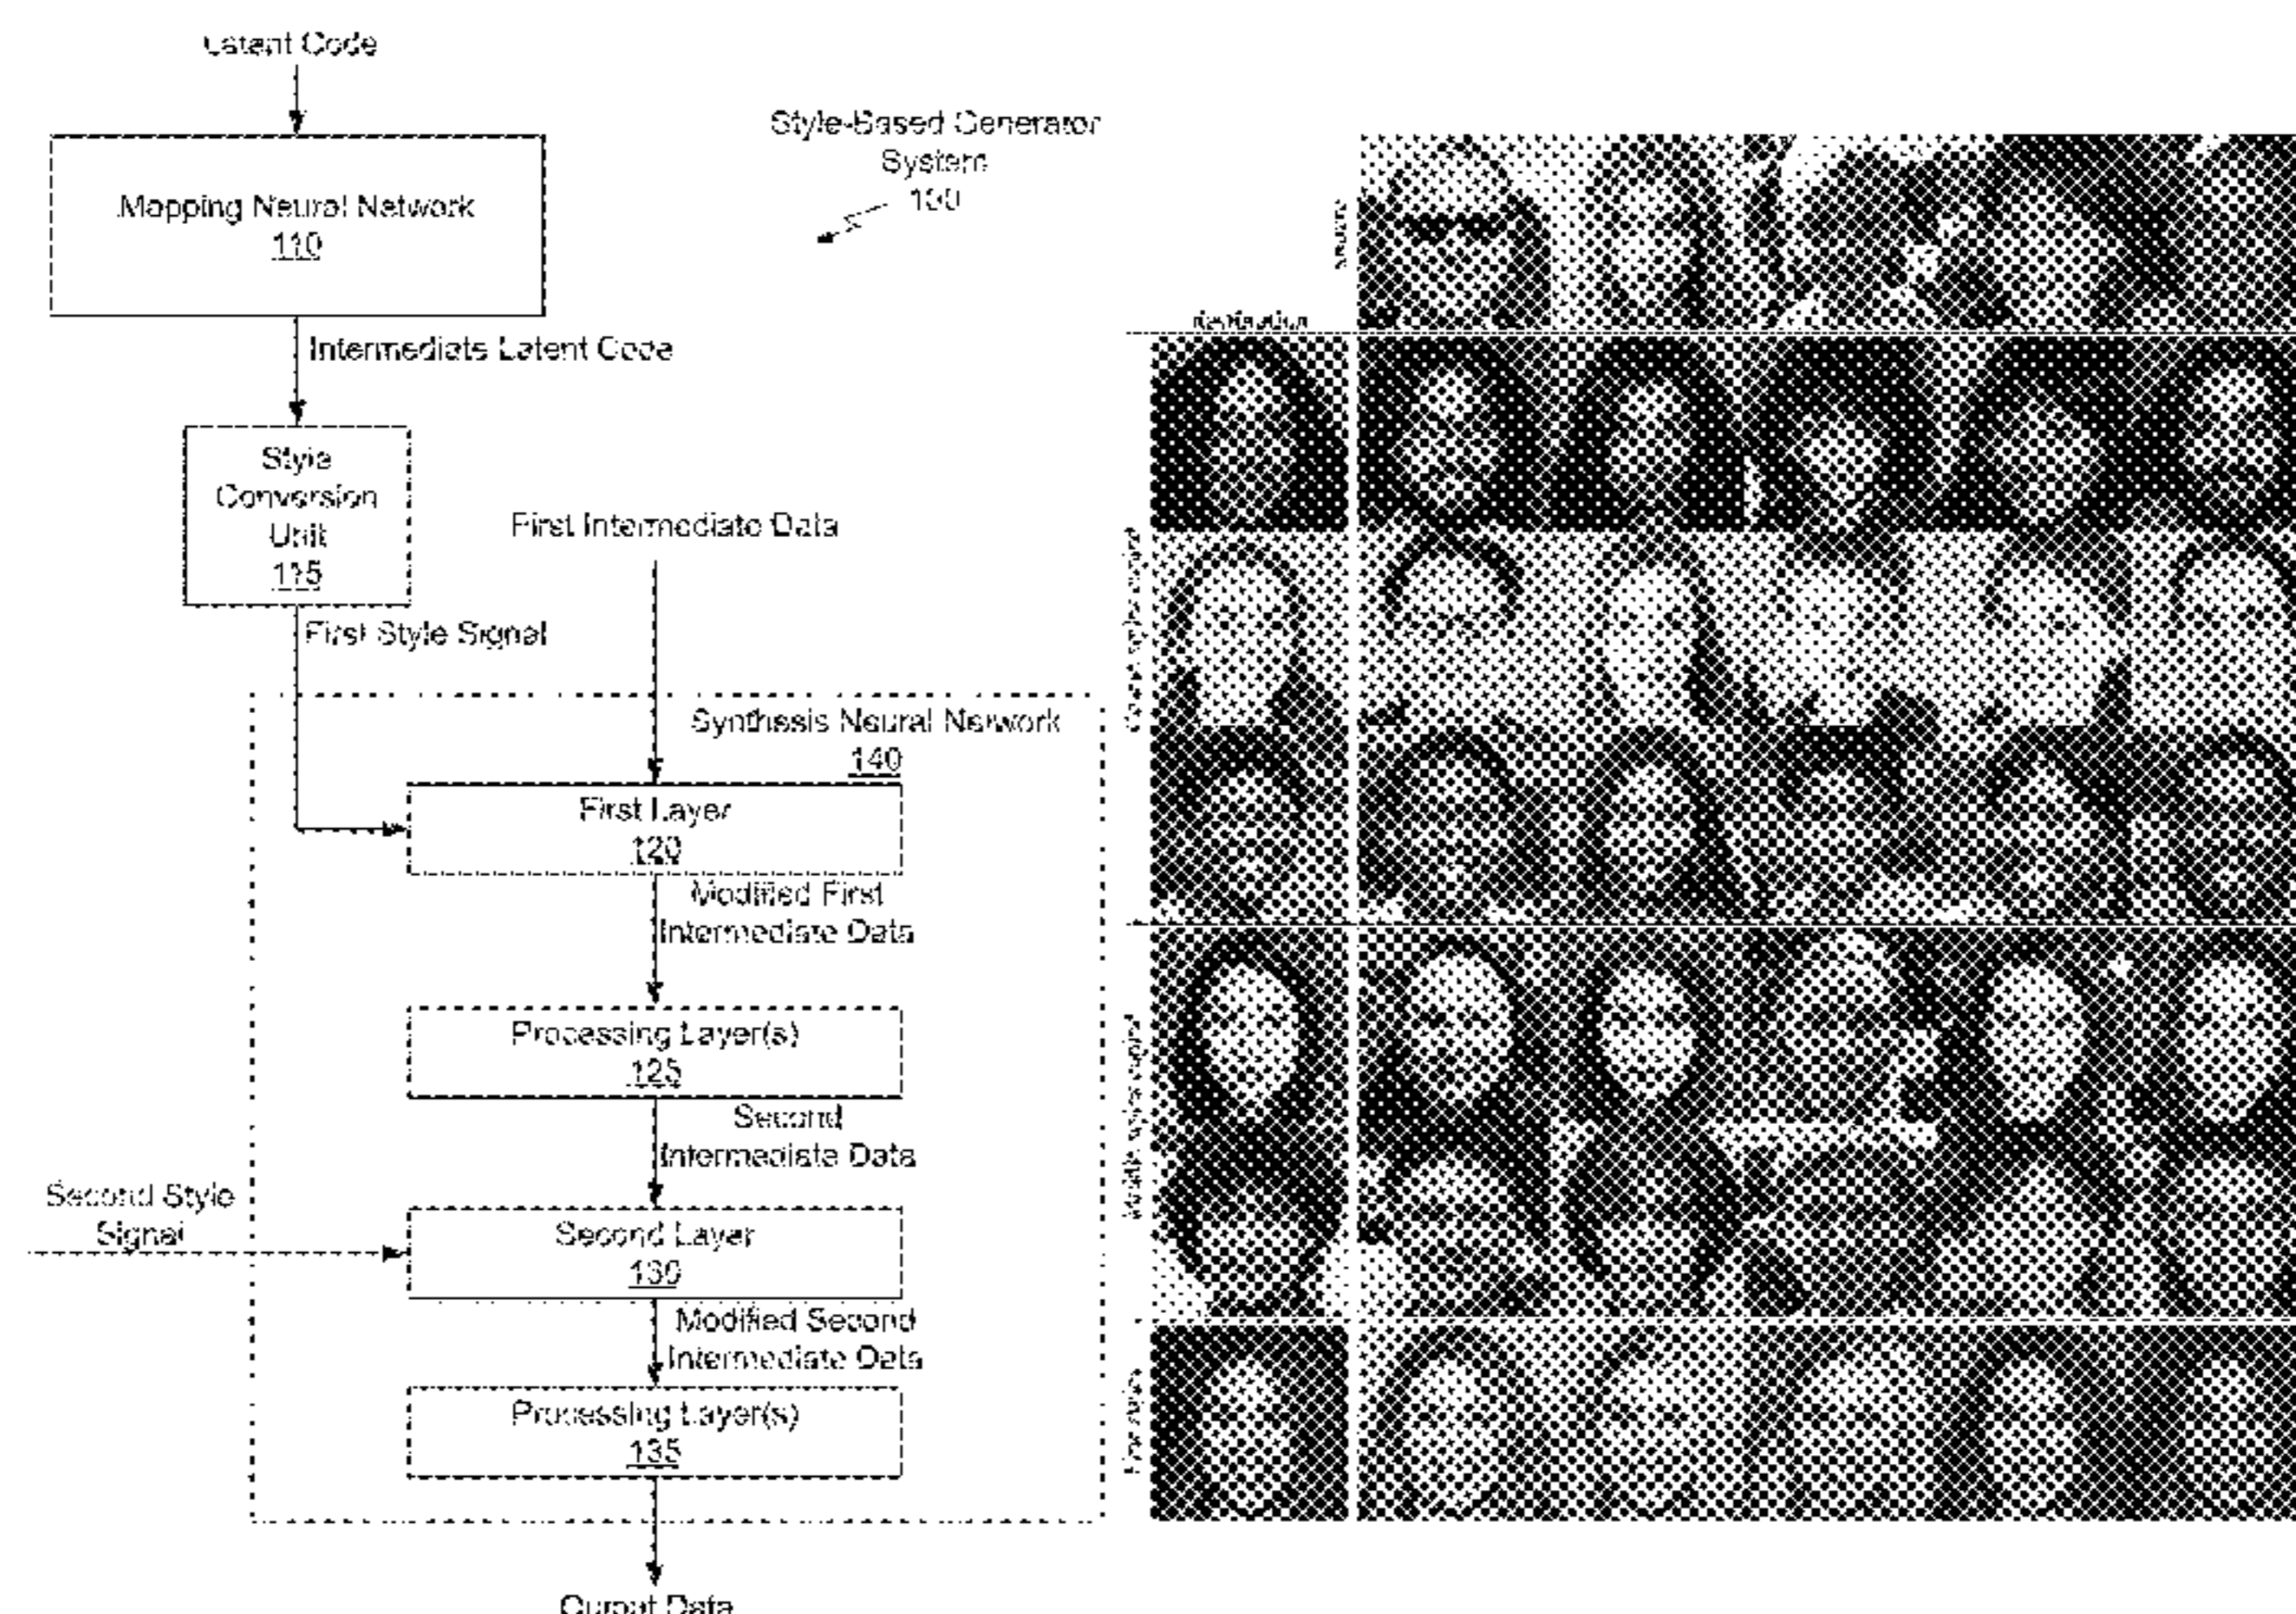 Latent Code
Mapping Neural Network
110
Intermediate Latent Code
Style
Conversion
Unit
115
First Style Signal
Style-Based Generator
System
100
First Intermediate Data
Synthesis Neural Network
140
First Layer
120
Modified First
Intermediate Data
Processing Layer(s)
125
Second
Intermediate Data
Second Style
Signal
Second Layer
130
Modified Second
Intermediate Data
Processing Layer(s)
135
Output Data
source
destination